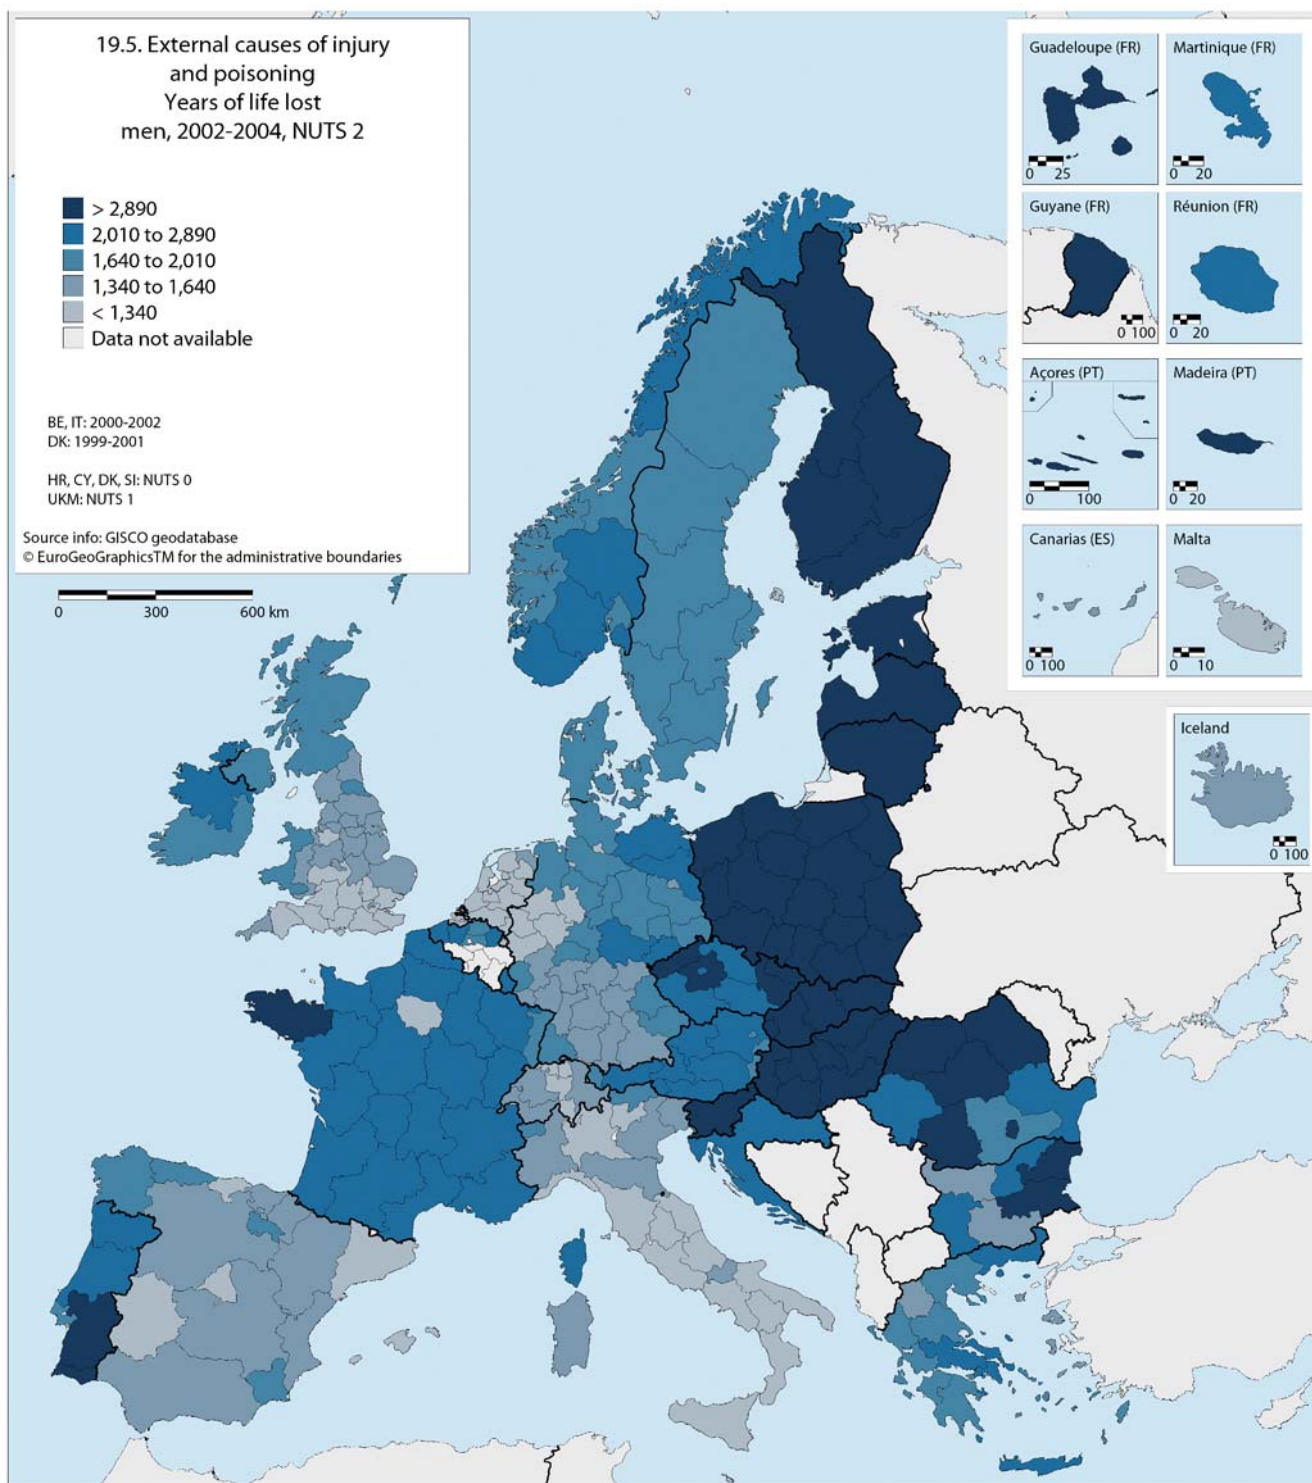 19.5. External causes of injury
and poisoning
Years of life lost
men, 2002-2004, NUTS 2
> 2,890
2,010 to 2,890
1,640 to 2,010
1,340 to 1,640
< 1,340
Data not available
BE, IT: 2000-2002
DK: 1999-2001
HR, CY, DK, SI: NUTS 0
UKM: NUTS 1
Source info: GISCO geodatabase
© EuroGeoGraphicsTM for the administrative boundaries
0 300 600 km
Guadeloupe (FR)
0 25
Martinique (FR)
0 20
Guyane (FR)
0 100
Réunion (FR)
0 20
Açores (PT)
0 100
Madeira (PT)
0 20
Canarias (ES)
0 100
Malta
0 10
Iceland
0 100